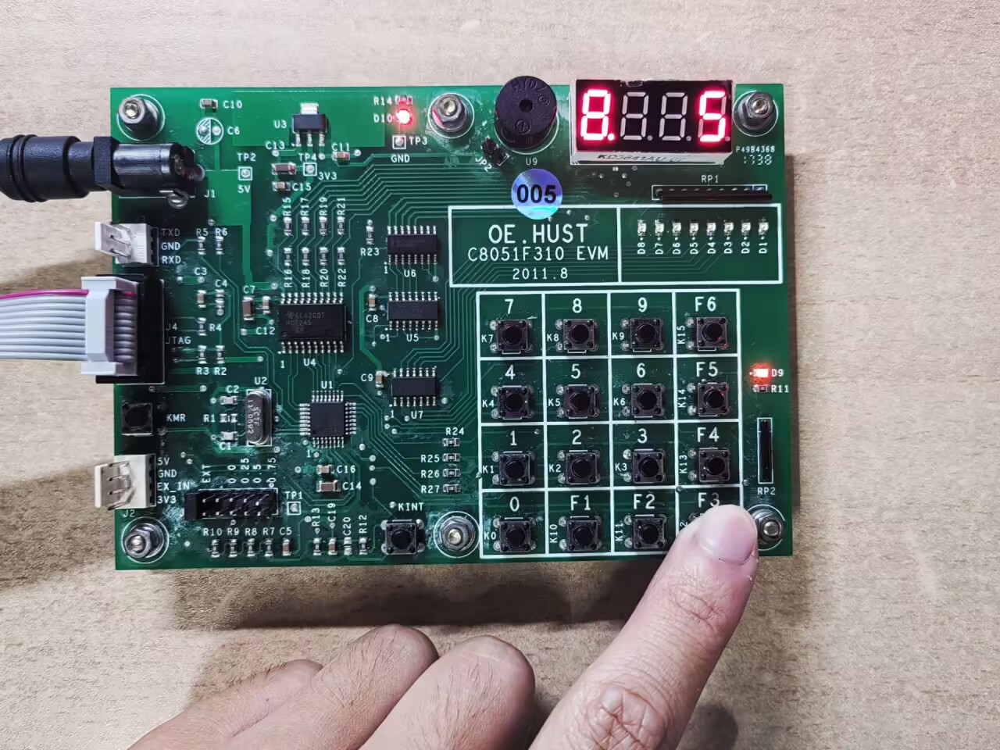 C10
C6
R14
D10
U3
C13
C11
TP3
GND
TP2
5V
TP4
3V3
C15
J1
JP2
U9
8. 5
KD3641AU
P49B4368
1738
005
RP1
TXD
GND
RXD
R5 R6
R15 R17 R19 R21
R16 R18 R20 R22
R23
U6
1
OE.HUST
C8051F310 EVM
2011.8
D8 D7 D6 D5 D4 D3 D2 D1
C3
C4
C7
C12
J4
JTAG
R4
R3 R2
HCT245
1
U4
C8
1
U5
C9
1
U7
7 8 9 F6
K7 K8 K9 K15
4 5 6 F5
K4 K5 K6 K14
1 2 3 F4
K1 K2 K3 K13
0 F1 F2 F3
K0 K10 K11
D9
R11
RP2
KMR
C2
R1
C1
U2
U1
1
R24
R25
R26
R27
C16
C14
5V
GND
EX_IN
3V3
J2
EXT
0.0
0.25
0.5
0.75
TP1
R10 R9 R8 R7 C5
R13 C19 C20 R12
KINT